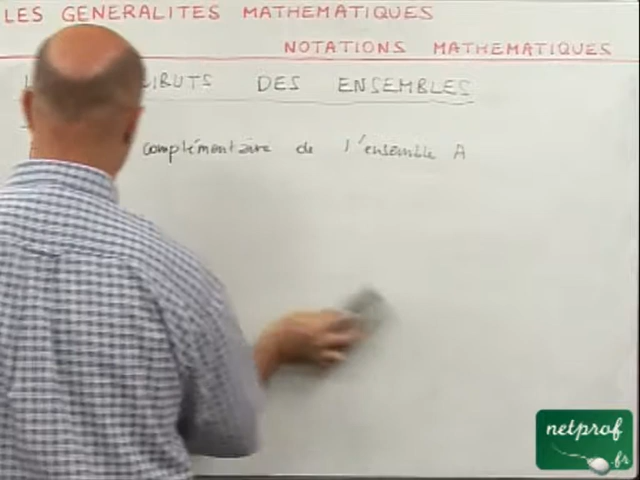 LES GENERALITES MATHEMATIQUES
NOTATIONS MATHEMATIQUES
DES ENSEMBLES
complémentaire de l'ensemble A
netprof
.fr